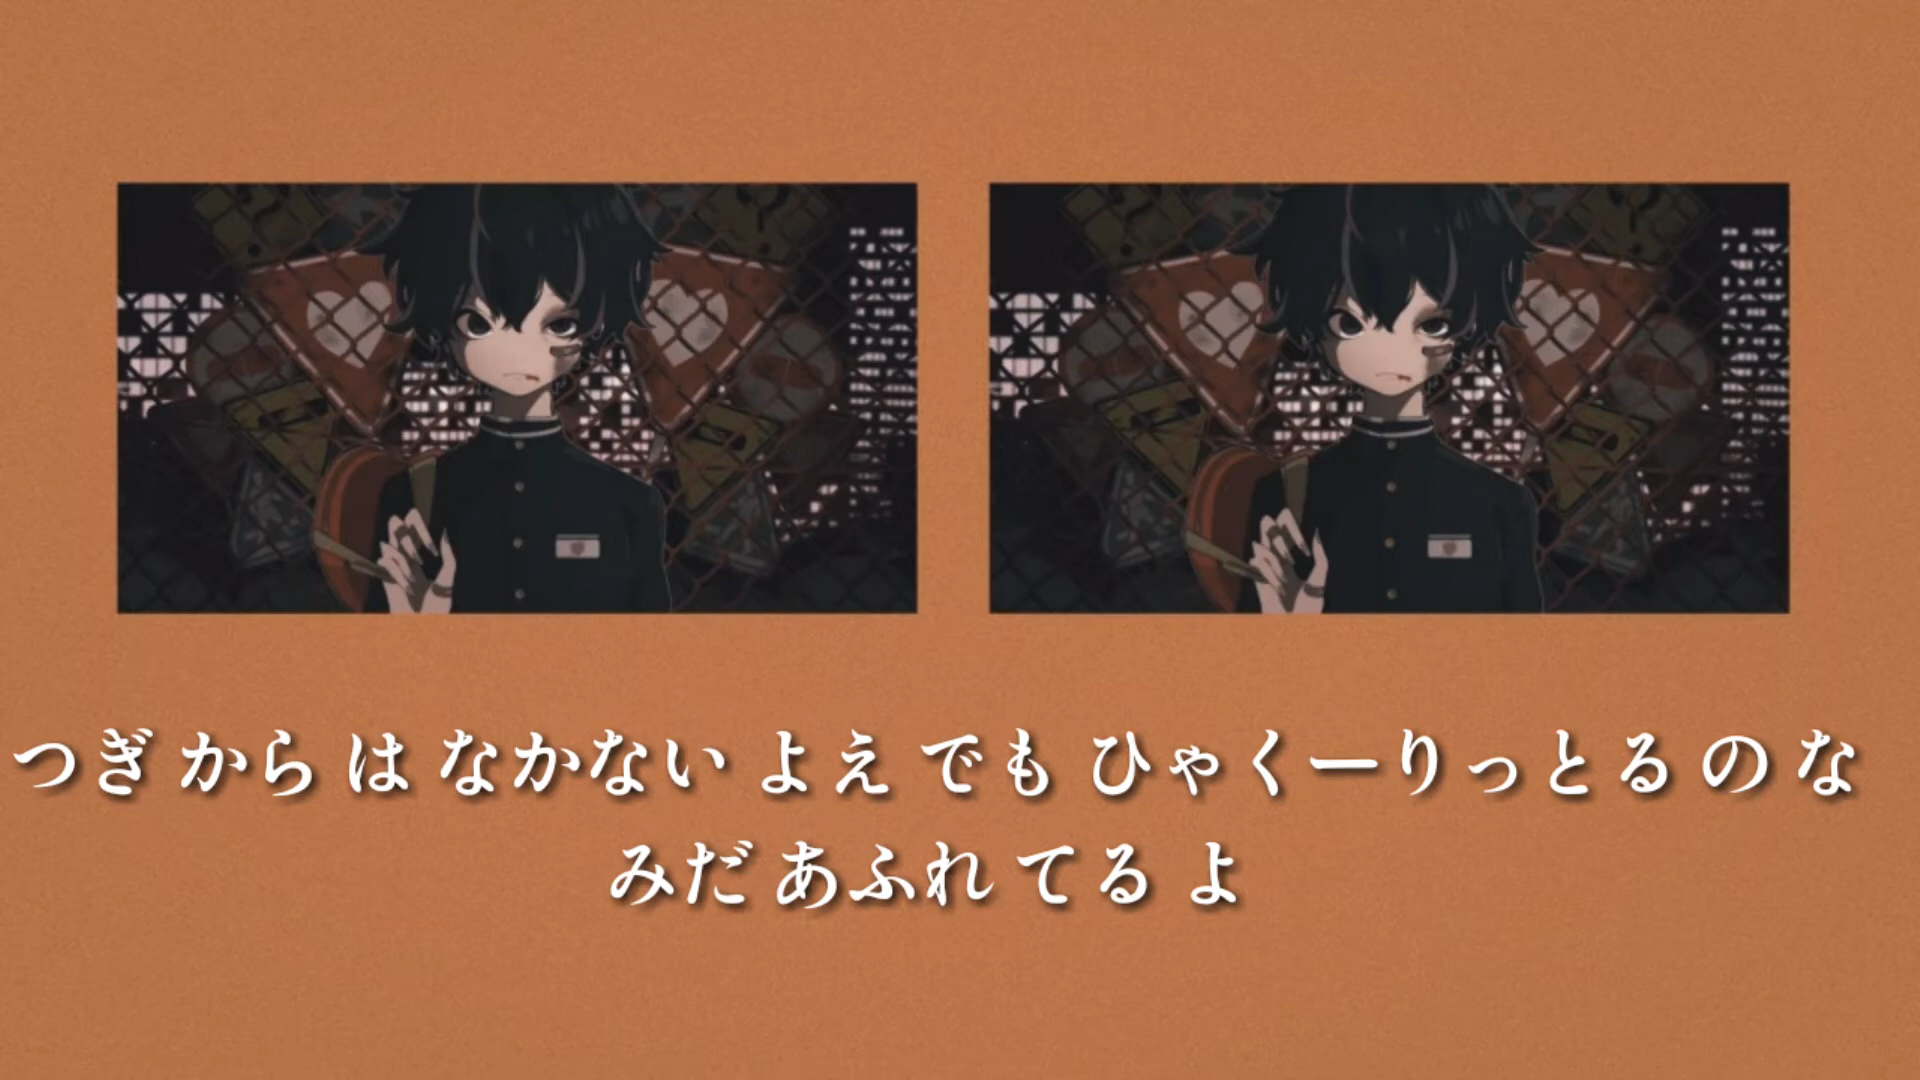 つぎ から は なかない よえ でも ひゃくーりっとる の な
みだ あふれ てる よ